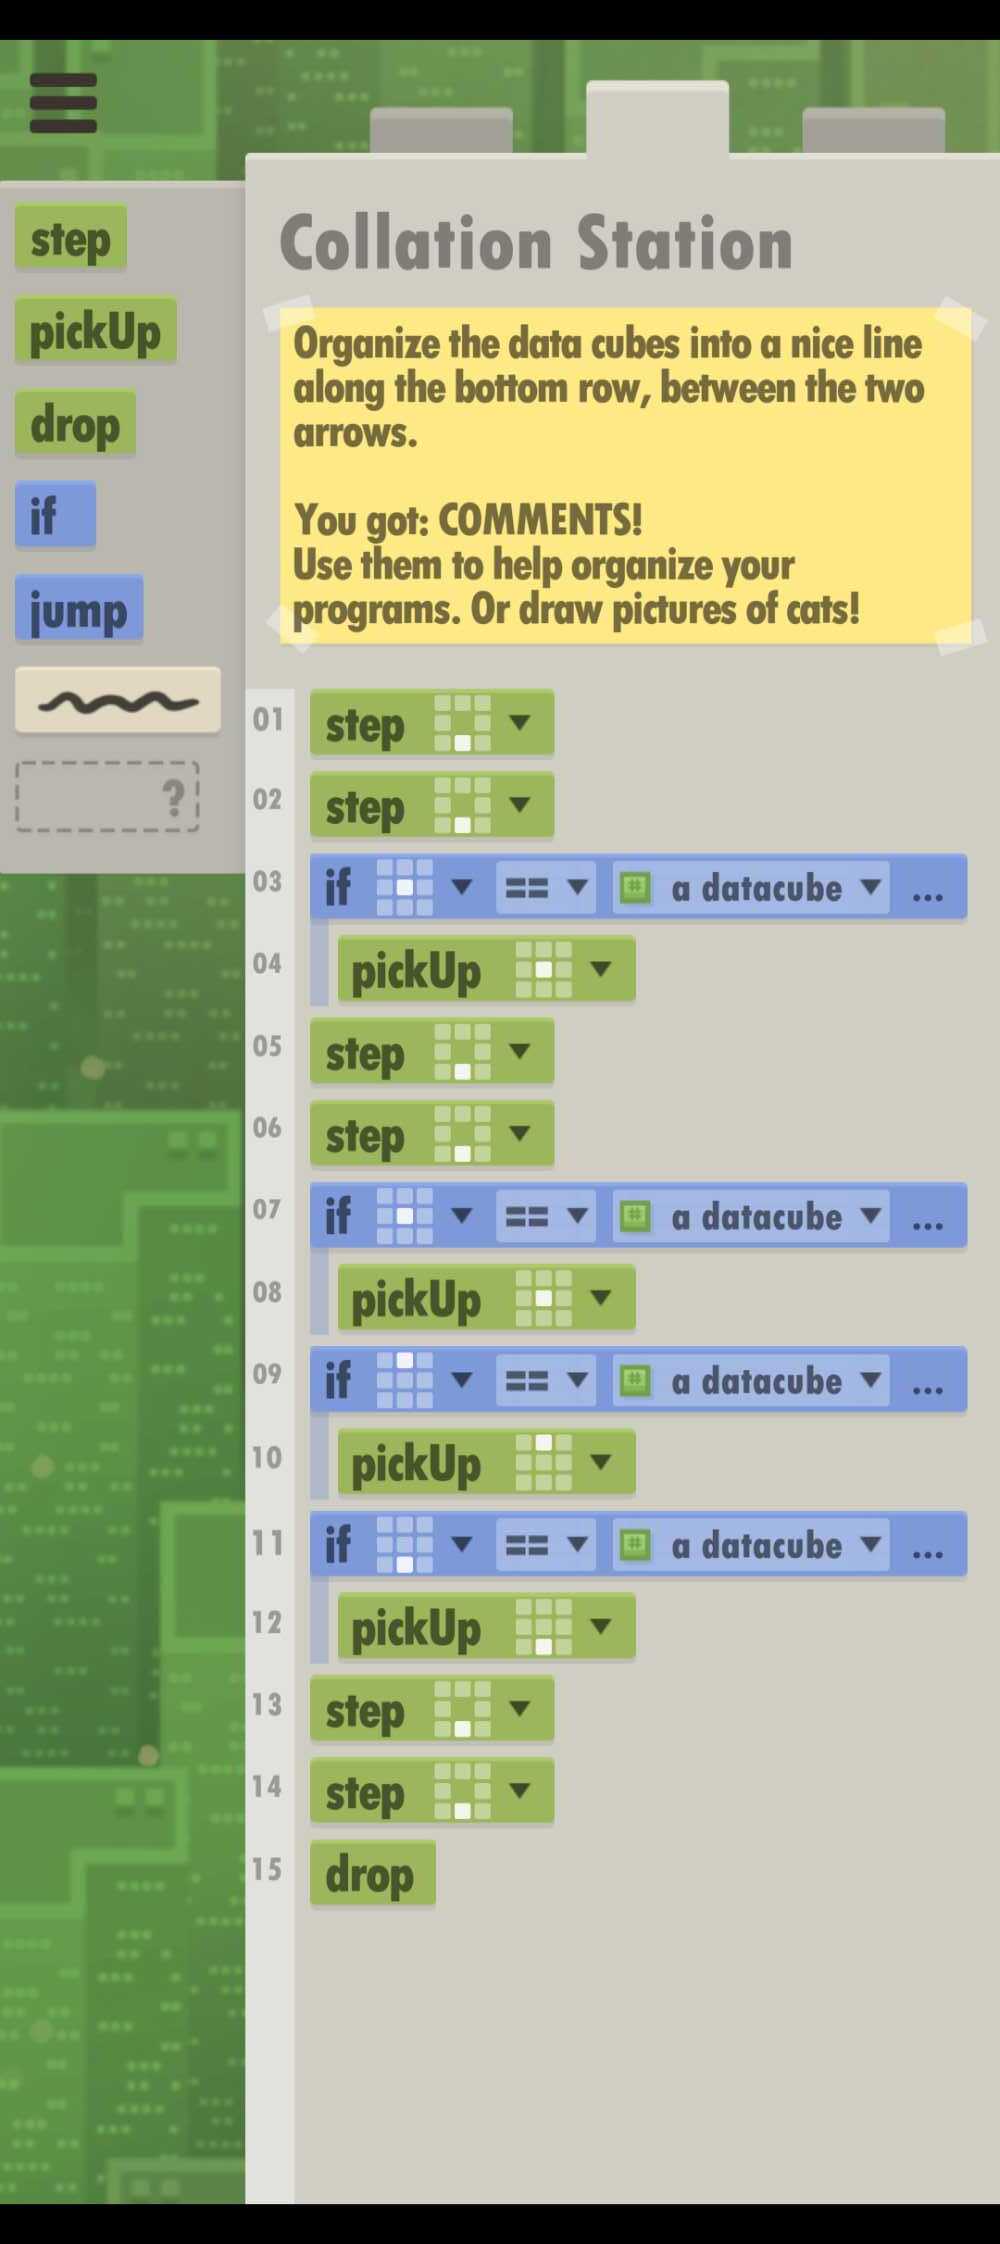 Collation Station
step
pickUp
drop
if
jump
?
Organize the data cubes into a nice line
along the bottom row, between the two
arrows.
You got: COMMENTS!
Use them to help organize your
programs. Or draw pictures of cats!
01 step
02 step
03 if == a datacube ...
04 pickUp
05 step
06 step
07 if == a datacube ...
08 pickUp
09 if == a datacube ...
10 pickUp
11 if == a datacube ...
12 pickUp
13 step
14 step
15 drop